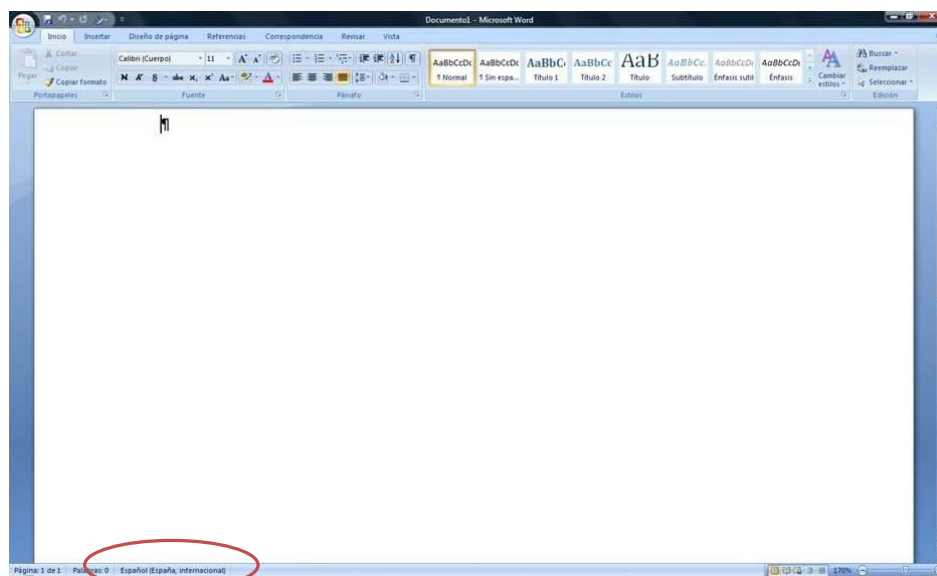 Documento1 - Microsoft Word
Inicio Insertar Diseño de página Referencias Correspondencia Revisar Vista
Pegar
Cortar
Copiar
Copiar formato
Portapapeles
Calibri (Cuerpo) 11
N K S abc x, x' Aa
Fuente
Párrafo
AaBbCcDc AaBbCcDc AaBbC AaBbCc AaB AaBbCc. AaBbCcDc AaBbCcDc
¶ Normal ¶ Sin espa... Título 1 Título 2 Título Subtítulo Énfasis sutil Énfasis
Cambiar estilos
Estilos
Buscar
Reemplazar
Seleccionar
Edición
¶
Página: 1 de 1 Palabras: 0 Español (España, internacional) 170%